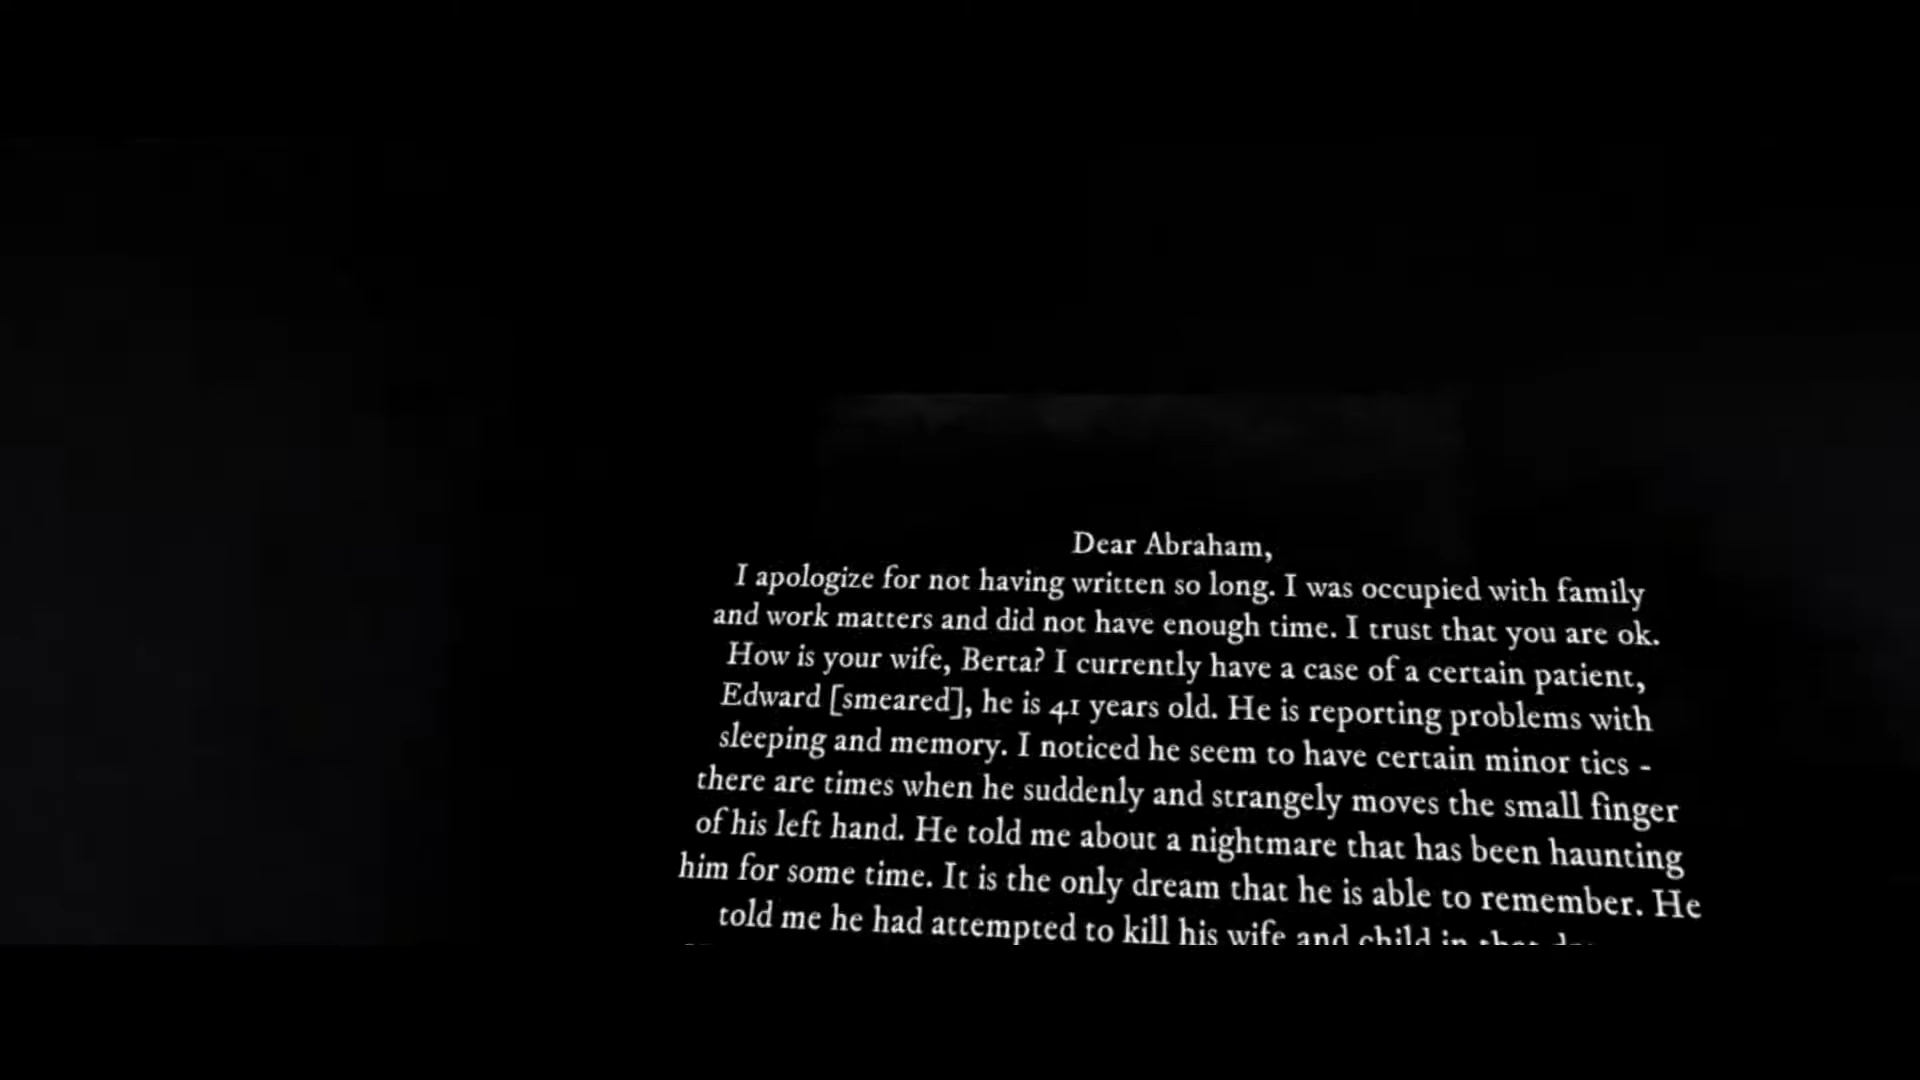 Dear Abraham,
I apologize for not having written so long. I was occupied with family
and work matters and did not have enough time. I trust that you are ok.
How is your wife, Berta? I currently have a case of a certain patient,
Edward [smeared], he is 41 years old. He is reporting problems with
sleeping and memory. I noticed he seem to have certain minor tics -
there are times when he suddenly and strangely moves the small finger
of his left hand. He told me about a nightmare that has been haunting
him for some time. It is the only dream that he is able to remember. He
told me he had attempted to kill his wife and child in that